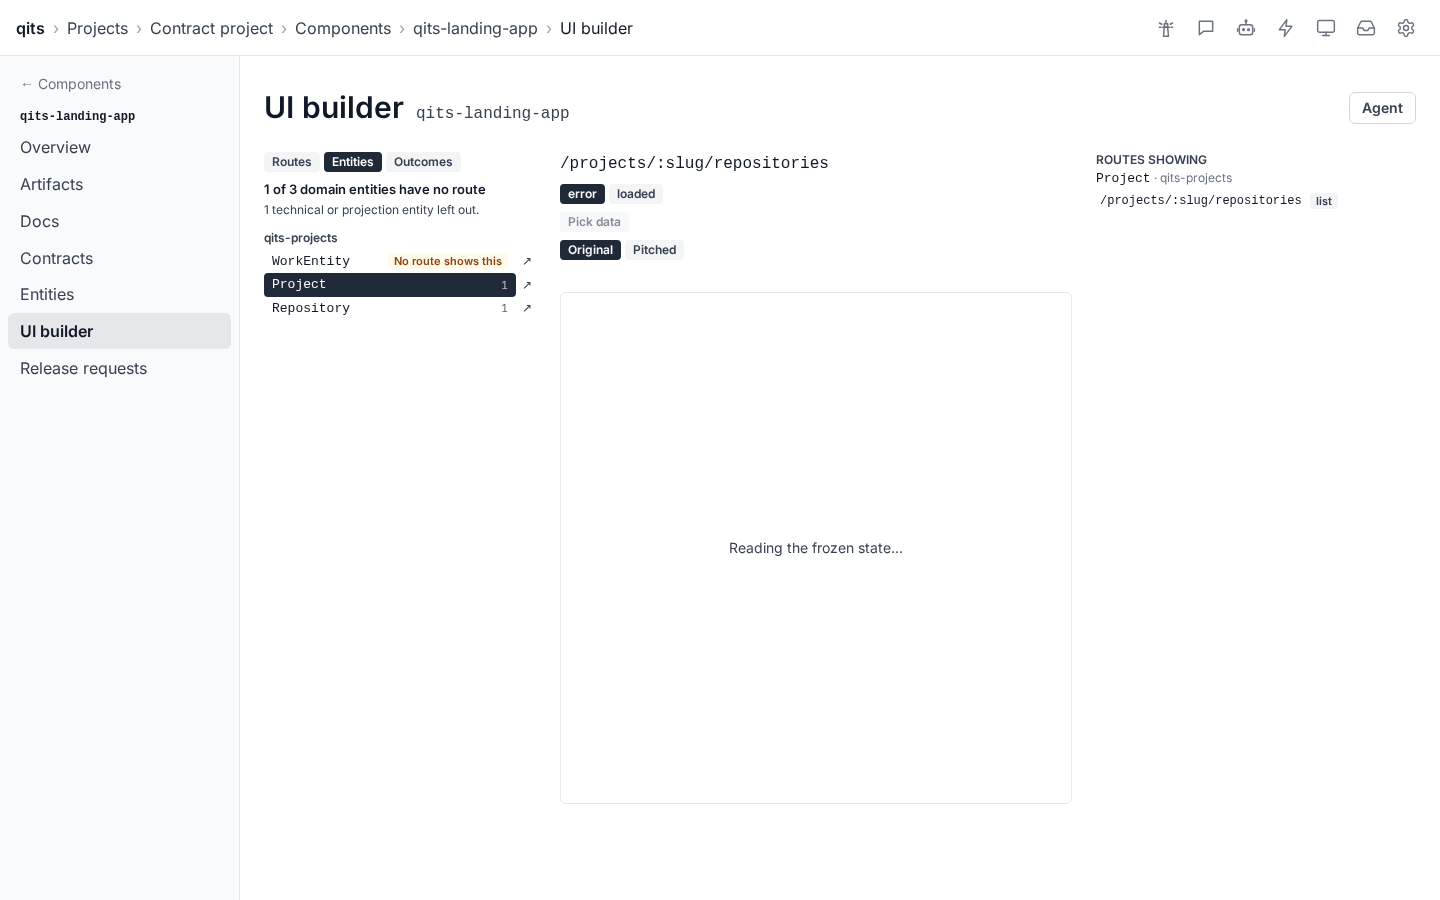 qits › Projects › Contract project › Components › qits-landing-app › UI builder
← Components
qits-landing-app
Overview
Artifacts
Docs
Contracts
Entities
UI builder
Release requests
UI builder qits-landing-app
Agent
Routes Entities Outcomes
1 of 3 domain entities have no route
1 technical or projection entity left out.
qits-projects
WorkEntity No route shows this ↗
Project 1 ↗
Repository 1 ↗
/projects/:slug/repositories
error loaded
Pick data
Original Pitched
Reading the frozen state…
ROUTES SHOWING
Project · qits-projects
/projects/:slug/repositories list